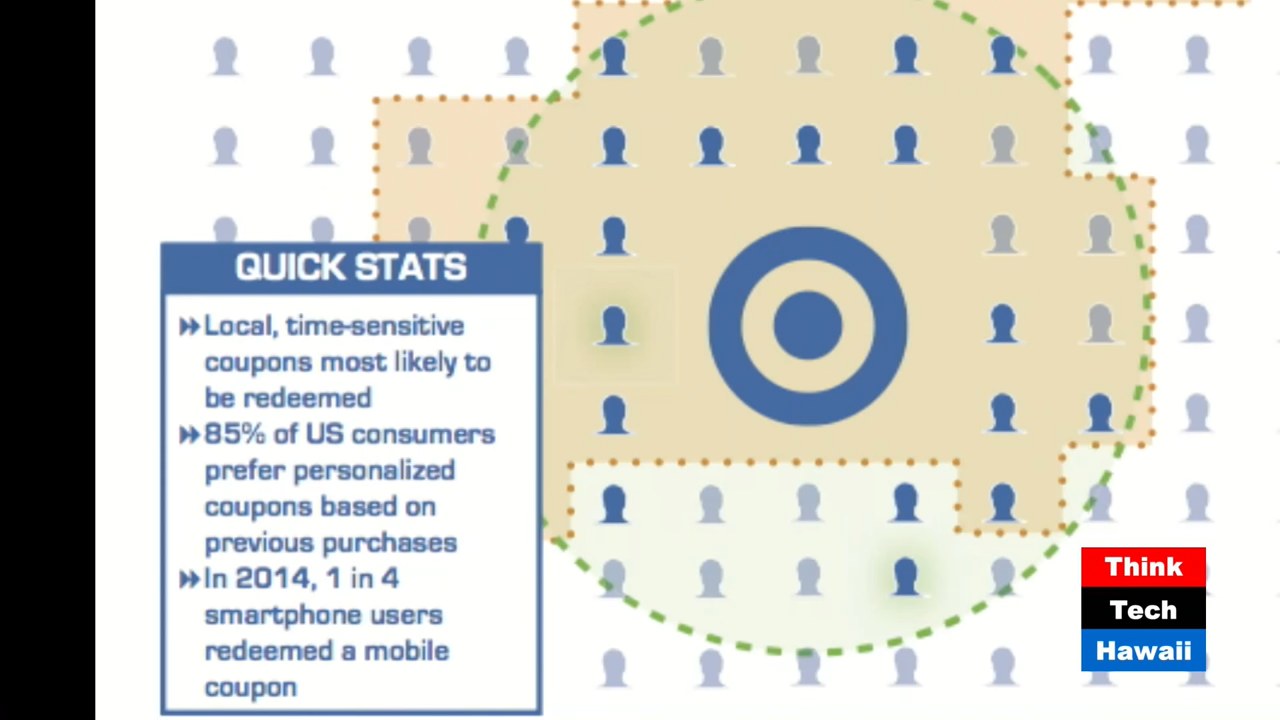 QUICK STATS
Local, time-sensitive
coupons most likely to
be redeemed
85% of US consumers
prefer personalized
coupons based on
previous purchases
In 2014, 1 in 4
smartphone users
redeemed a mobile
coupon
Think
Tech
Hawaii